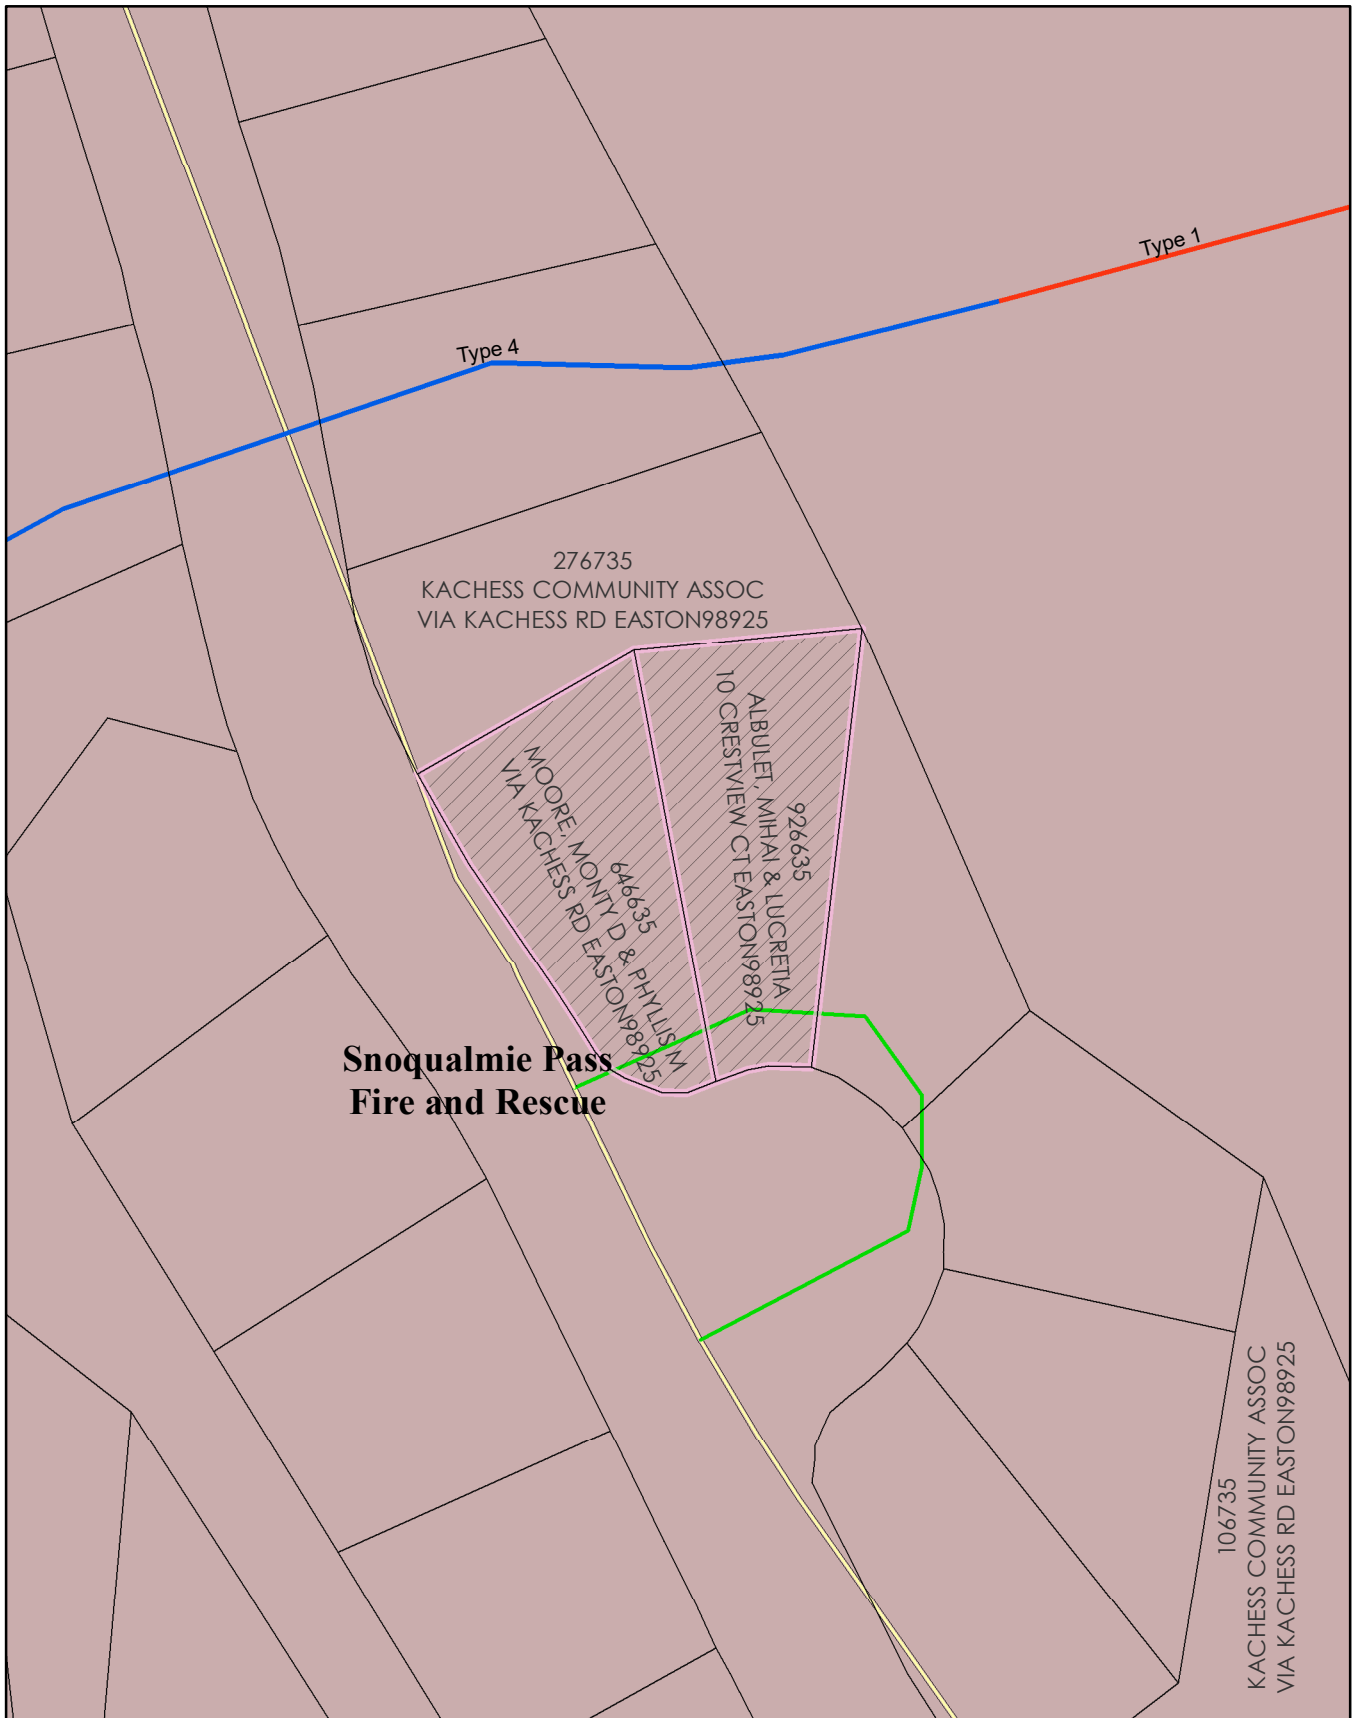 Type 1
Type 4
276735
KACHESS COMMUNITY ASSOC
VIA KACHESS RD EASTON98925
926635
ALBULET, MIHAI & LUCRETIA
10 CRESTVIEW CT EASTON98925
646635
MOORE, MONTY D & PHYLLIS M
VIA KACHESS RD EASTON98925
Snoqualmie Pass
Fire and Rescue
106735
KACHESS COMMUNITY ASSOC
VIA KACHESS RD EASTON98925